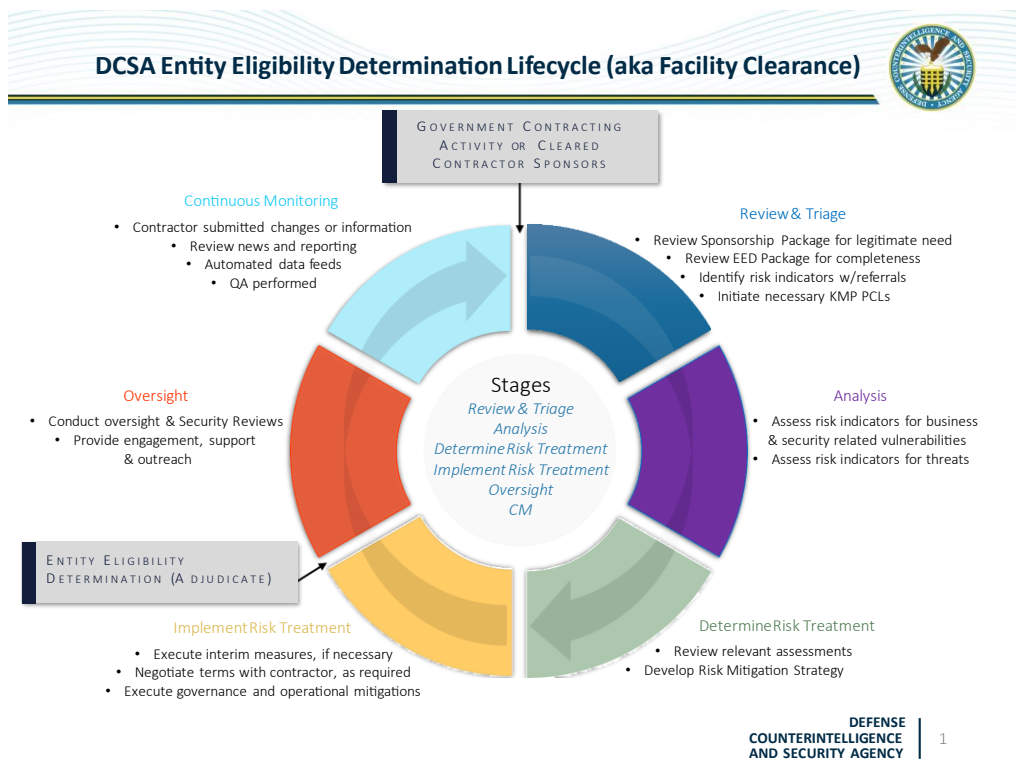 DCSA Entity Eligibility Determination Lifecycle (aka Facility Clearance)
DEFENSE COUNTERINTELLIGENCE AND SECURITY AGENCY
GOVERNMENT CONTRACTING
ACTIVITY OR CLEARED
CONTRACTOR SPONSORS
Continuous Monitoring
• Contractor submitted changes or information
• Review news and reporting
• Automated data feeds
• QA performed
Review & Triage
• Review Sponsorship Package for legitimate need
• Review EED Package for completeness
• Identify risk indicators w/referrals
• Initiate necessary KMP PCLs
Oversight
• Conduct oversight & Security Reviews
• Provide engagement, support
& outreach
Stages
Review & Triage
Analysis
Determine Risk Treatment
Implement Risk Treatment
Oversight
CM
Analysis
• Assess risk indicators for business
& security related vulnerabilities
• Assess risk indicators for threats
ENTITY ELIGIBILITY
DETERMINATION (ADJUDICATE)
Implement Risk Treatment
• Execute interim measures, if necessary
• Negotiate terms with contractor, as required
• Execute governance and operational mitigations
Determine Risk Treatment
• Review relevant assessments
• Develop Risk Mitigation Strategy
DEFENSE
COUNTERINTELLIGENCE
AND SECURITY AGENCY
1